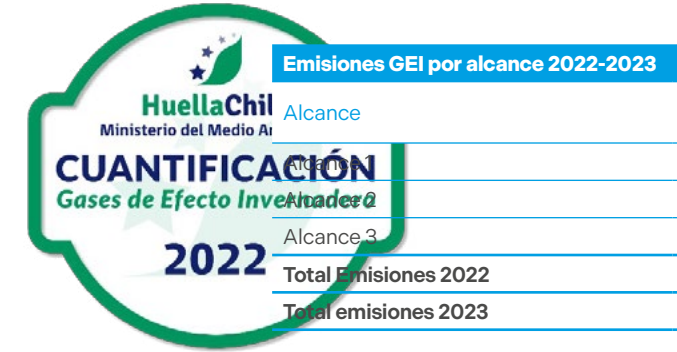 HuellaChil
Ministerio del Medio A
CUANTIFICACIÓN
Gases de Efecto Invernadero
2022
Emisiones GEI por alcance 2022-2023
Alcance
Alcance 1
Alcance 2
Alcance 3
Total Emisiones 2022
Total emisiones 2023